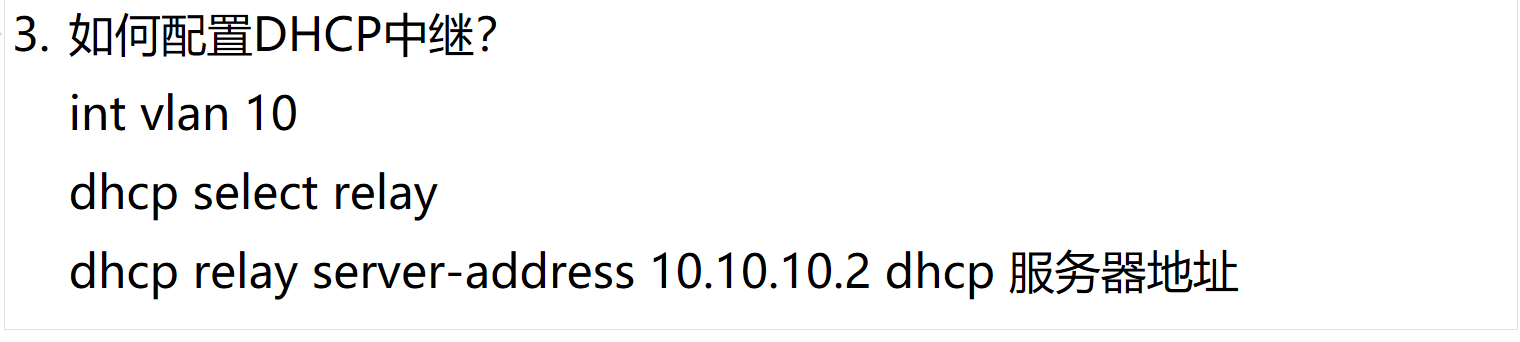 3. 如何配置DHCP中继？
int vlan 10
dhcp select relay
dhcp relay server-address 10.10.10.2 dhcp 服务器地址